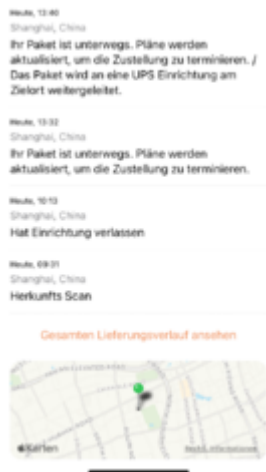 Heute, 13:40
Shanghai, China
Ihr Paket ist unterwegs. Pläne werden
aktualisiert, um die Zustellung zu terminieren. /
Das Paket wird an eine UPS Einrichtung am
Zielort weitergeleitet.
Heute, 13:32
Shanghai, China
Ihr Paket ist unterwegs. Pläne werden
aktualisiert, um die Zustellung zu terminieren.
Heute, 10:13
Shanghai, China
Hat Einrichtung verlassen
Heute, 09:31
Shanghai, China
Herkunfts Scan
Gesamten Lieferungsverlauf ansehen
Karten